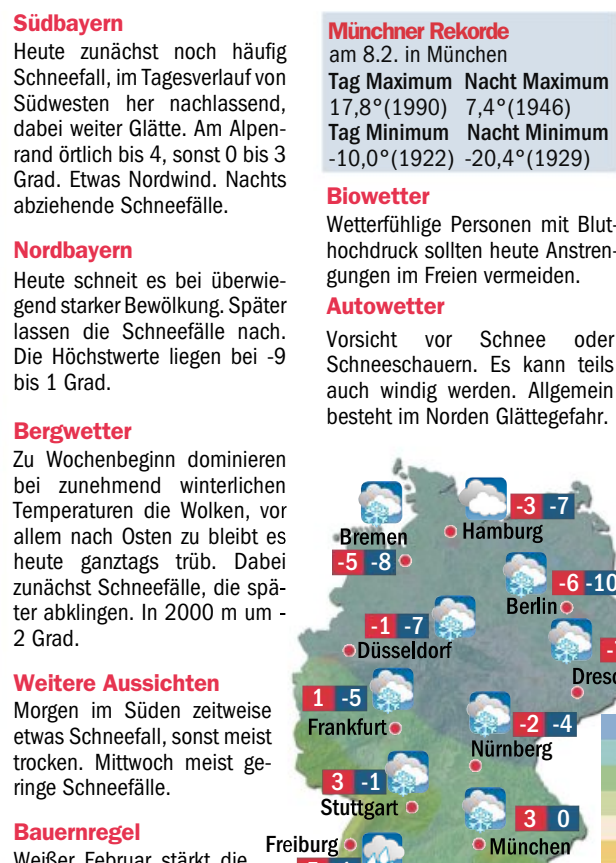 Südbayern
Heute zunächst noch häufig
Schneefall, im Tagesverlauf von
Südwesten her nachlassend,
dabei weiter Glätte. Am Alpen-
rand örtlich bis 4, sonst 0 bis 3
Grad. Etwas Nordwind. Nachts
abziehende Schneefälle.
Nordbayern
Heute schneit es bei überwie-
gend starker Bewölkung. Später
lassen die Schneefälle nach.
Die Höchstwerte liegen bei -9
bis 1 Grad.
Bergwetter
Zu Wochenbeginn dominieren
bei zunehmend winterlichen
Temperaturen die Wolken, vor
allem nach Osten zu bleibt es
heute ganztags trüb. Dabei
zunächst Schneefälle, die spä-
ter abklingen. In 2000 m um -
2 Grad.
Weitere Aussichten
Morgen im Süden zeitweise
etwas Schneefall, sonst meist
trocken. Mittwoch meist ge-
ringe Schneefälle.
Bauernregel
Weißer Februar stärkt die
Münchner Rekorde
am 8.2. in München
Tag Maximum Nacht Maximum
17,8°(1990) 7,4°(1946)
Tag Minimum Nacht Minimum
-10,0°(1922) -20,4°(1929)
Biowetter
Wetterfühlige Personen mit Blut-
hochdruck sollten heute Anstren-
gungen im Freien vermeiden.
Autowetter
Vorsicht vor Schnee oder
Schneeschauern. Es kann teils
auch windig werden. Allgemein
besteht im Norden Glättegefahr.
-3 -7
Hamburg
Bremen
-5 -8
-6 -10
Berlin
-1 -7
Düsseldorf
Dresd
1 -5
Frankfurt
-2 -4
Nürnberg
3 -1
Stuttgart
3 0
München
Freiburg